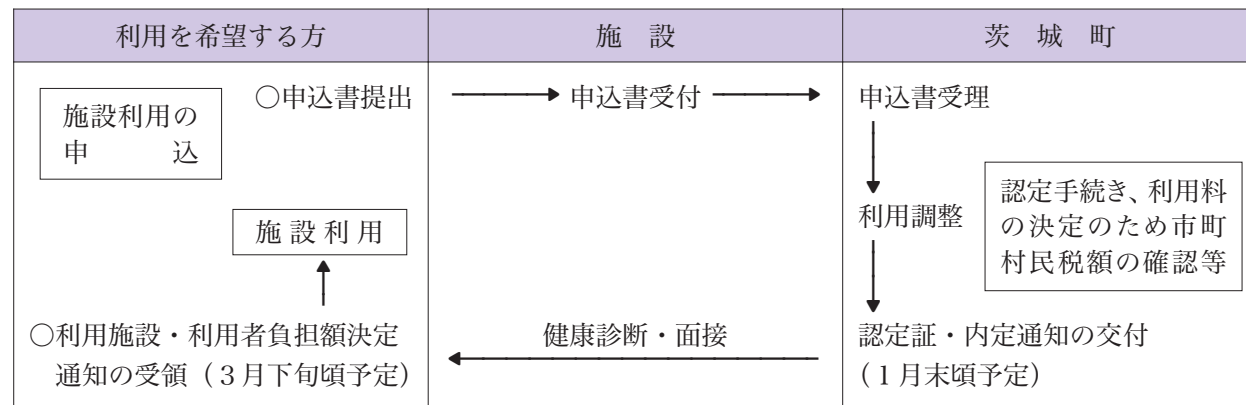 利用を希望する方
施 設
茨 城 町
施設利用の
申 込
○申込書提出
申込書受付
申込書受理
利用調整
認定手続き、利用料
の決定のため市町
村民税額の確認等
施 設 利 用
○利用施設・利用者負担額決定
通知の受領（３月下旬頃予定）
健康診断・面接
認定証・内定通知の交付
（１月末頃予定）